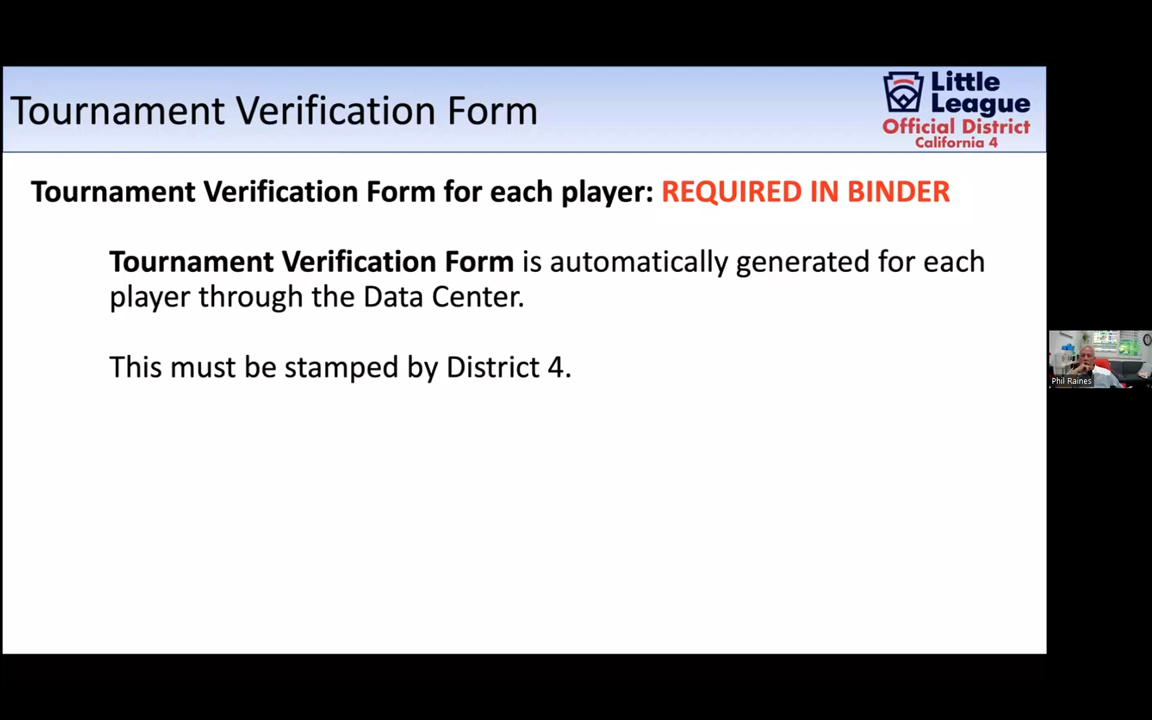 Tournament Verification Form
Little
League
Official District
California 4
Tournament Verification Form for each player: REQUIRED IN BINDER
Tournament Verification Form is automatically generated for each
player through the Data Center.
This must be stamped by District 4.
Phil Raines